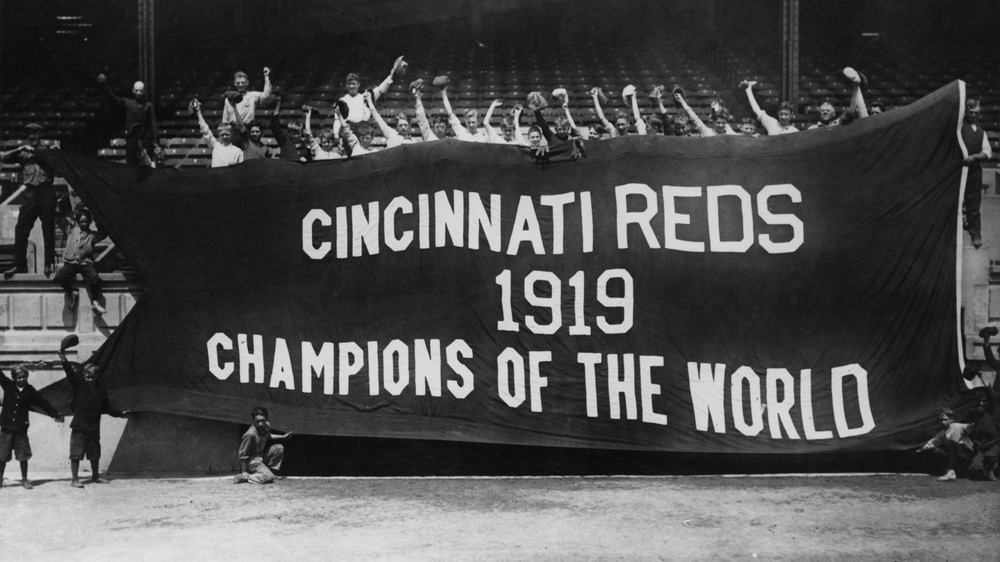 CINCINNATI REDS
1919
CHAMPIONS OF THE WORLD